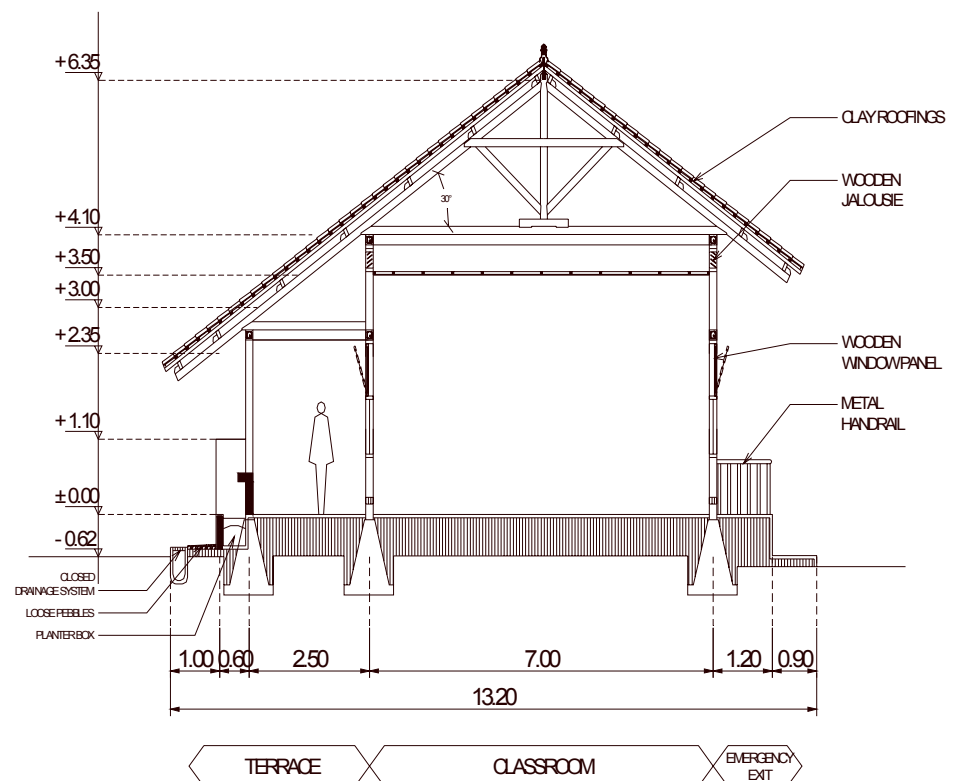 +6.35
+4.10
+3.50
+3.00
+2.35
+1.10
±0.00
-0.62
30°
CLAY ROOFINGS
WOODEN
JALOUSIE
WOODEN
WINDOW PANEL
METAL
HANDRAIL
CLOSED
DRAINAGE SYSTEM
LOOSE PEBBLES
PLANTER BOX
1.00 0.60 2.50 7.00 1.20 0.90
13.20
TERRACE CLASSROOM EMERGENCY
EXIT